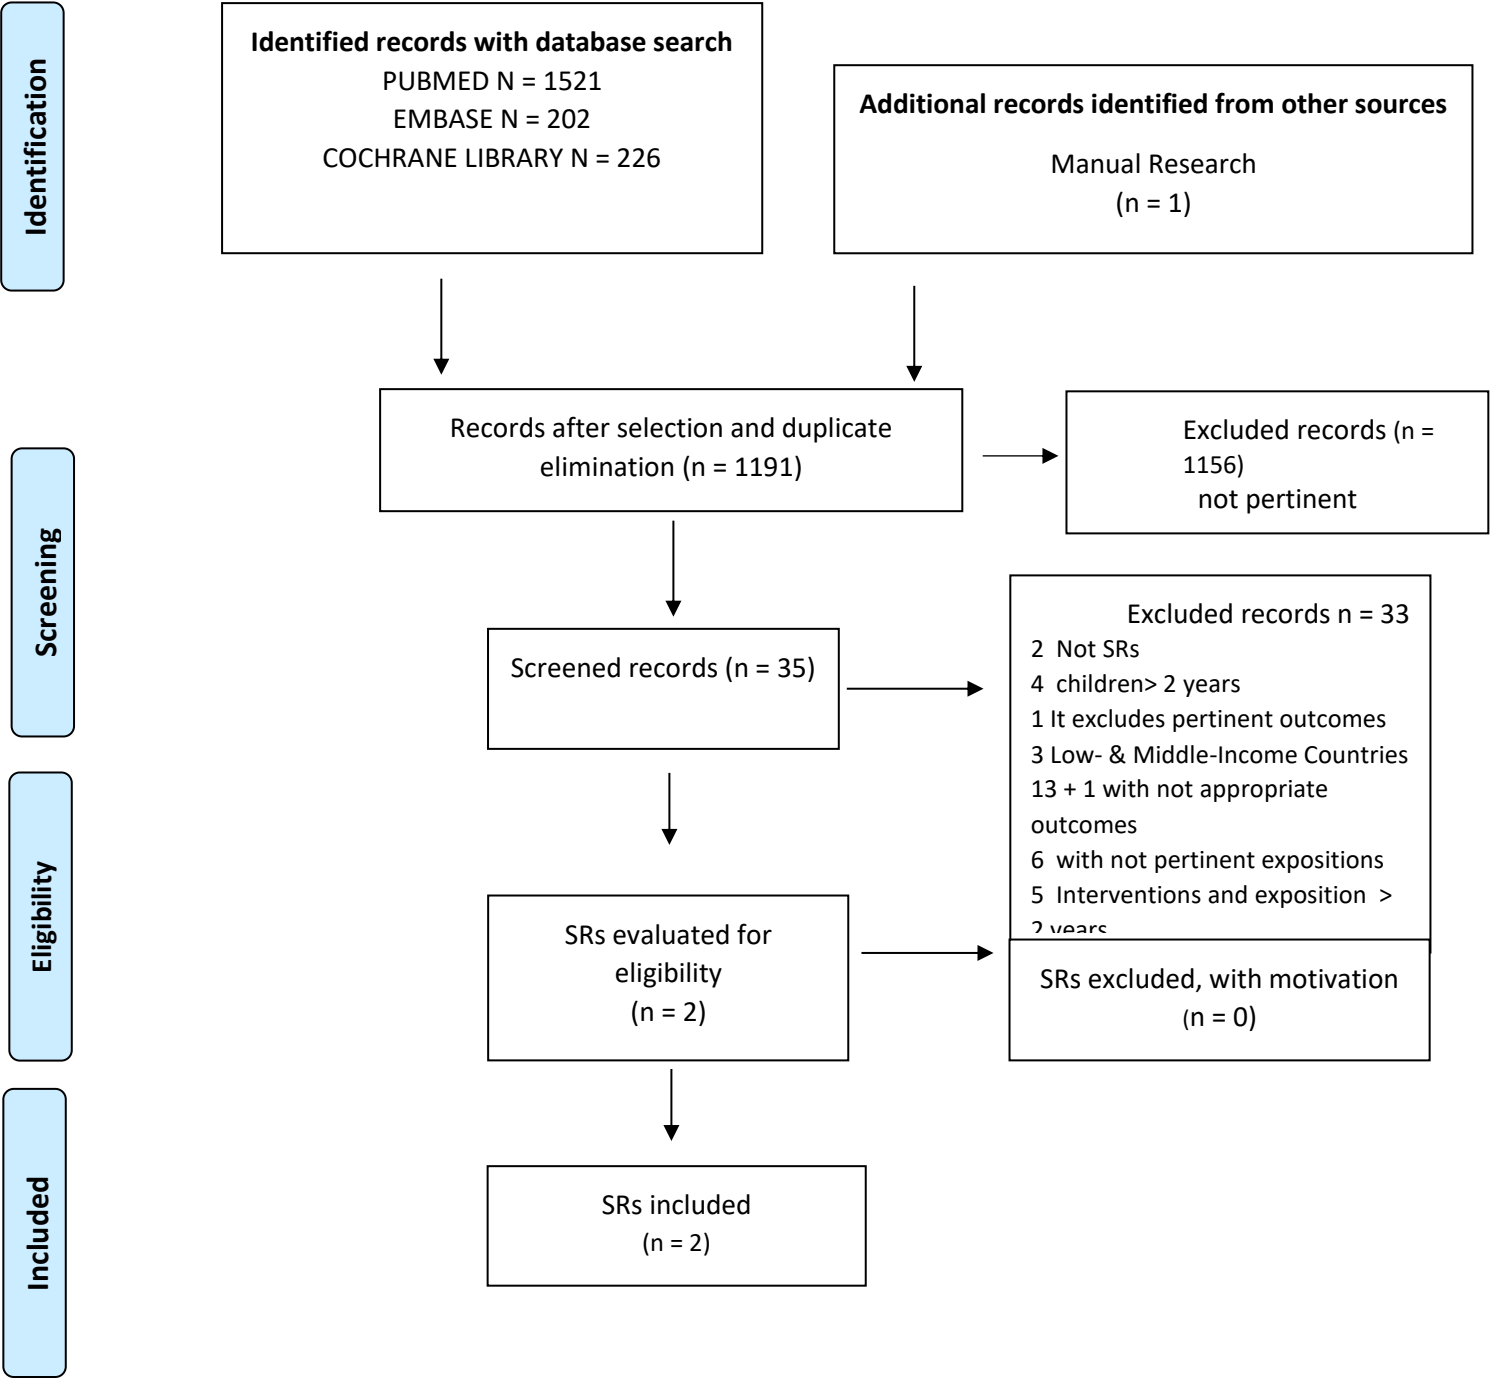 Identification
Identified records with database search
PUBMED N = 1521
EMBASE N = 202
COCHRANE LIBRARY N = 226
Additional records identified from other sources
Manual Research
(n = 1)
Screening
Records after selection and duplicate
elimination (n = 1191)
Excluded records (n =
1156)
not pertinent
Screened records (n = 35)
Excluded records n = 33
2 Not SRs
4 children> 2 years
1 It excludes pertinent outcomes
3 Low- & Middle-Income Countries
13 + 1 with not appropriate
outcomes
6 with not pertinent expositions
5 Interventions and exposition >
2 years
Eligibility
SRs evaluated for
eligibility
(n = 2)
SRs excluded, with motivation
(n = 0)
Included
SRs included
(n = 2)